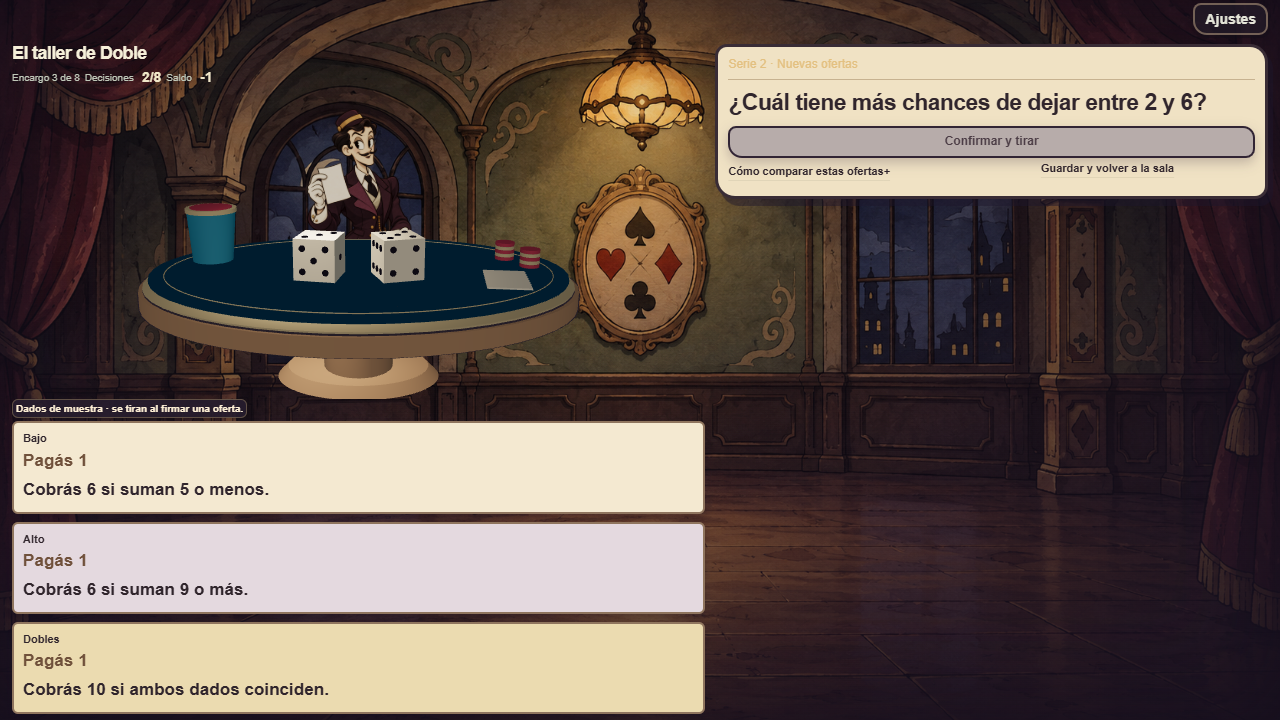 Ajustes
El taller de Doble
Encargo 3 de 8 Decisiones 2/8 Saldo -1
Serie 2 · Nuevas ofertas
¿Cuál tiene más chances de dejar entre 2 y 6?
Confirmar y tirar
Cómo comparar estas ofertas+
Guardar y volver a la sala
Dados de muestra · se tiran al firmar una oferta.
Bajo
Pagás 1
Cobrás 6 si suman 5 o menos.
Alto
Pagás 1
Cobrás 6 si suman 9 o más.
Dobles
Pagás 1
Cobrás 10 si ambos dados coinciden.